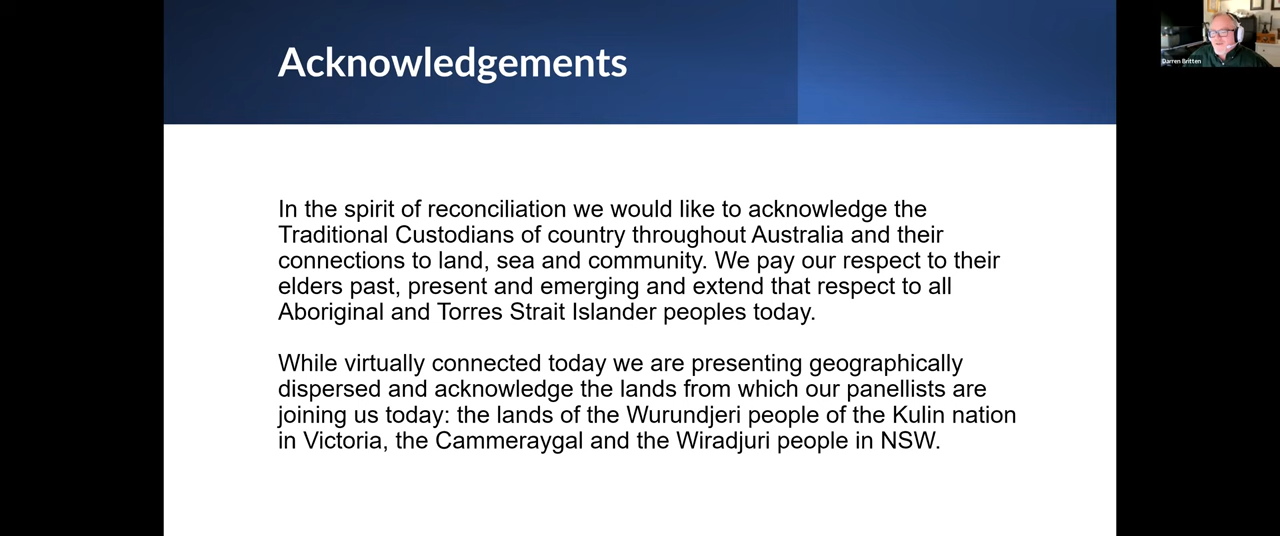 Acknowledgements
Darren Britten
In the spirit of reconciliation we would like to acknowledge the
Traditional Custodians of country throughout Australia and their
connections to land, sea and community. We pay our respect to their
elders past, present and emerging and extend that respect to all
Aboriginal and Torres Strait Islander peoples today.
While virtually connected today we are presenting geographically
dispersed and acknowledge the lands from which our panellists are
joining us today: the lands of the Wurundjeri people of the Kulin nation
in Victoria, the Cammeraygal and the Wiradjuri people in NSW.